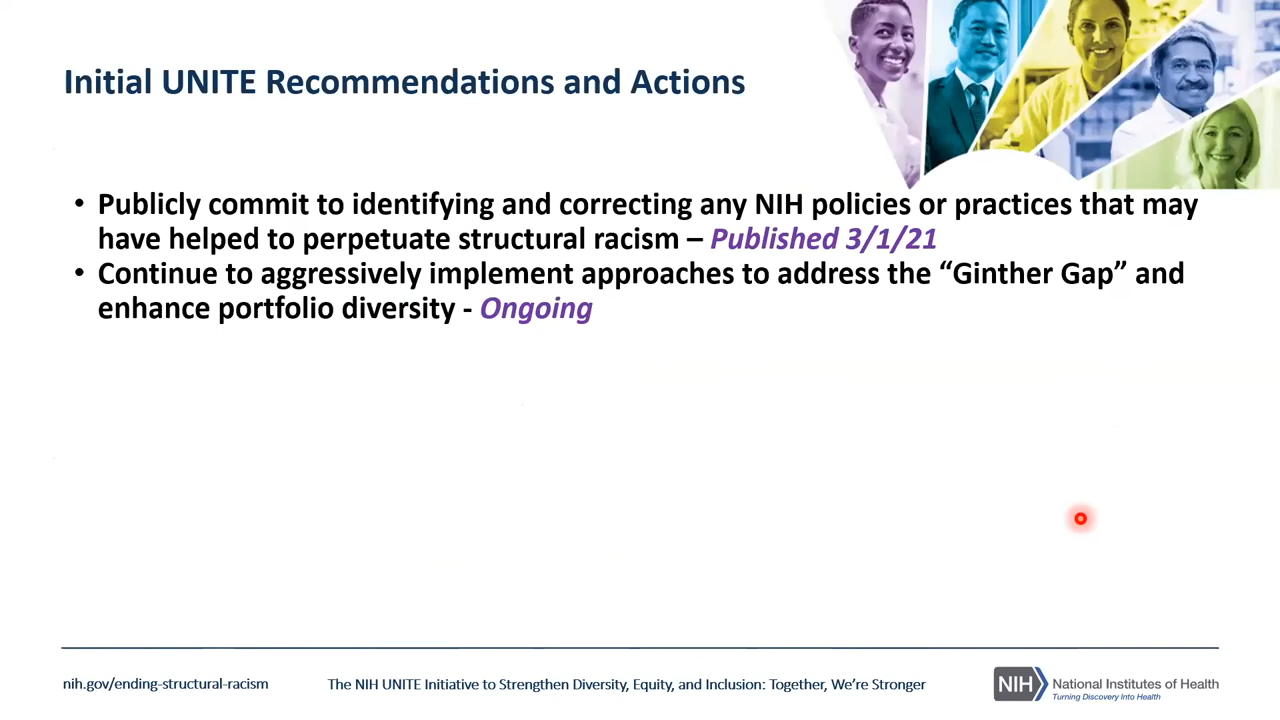 Initial UNITE Recommendations and Actions
• Publicly commit to identifying and correcting any NIH policies or practices that may
have helped to perpetuate structural racism – Published 3/1/21
• Continue to aggressively implement approaches to address the “Ginther Gap” and
enhance portfolio diversity - Ongoing
nih.gov/ending-structural-racism
The NIH UNITE Initiative to Strengthen Diversity, Equity, and Inclusion: Together, We’re Stronger
NIH
National Institutes of Health
Turning Discovery Into Health